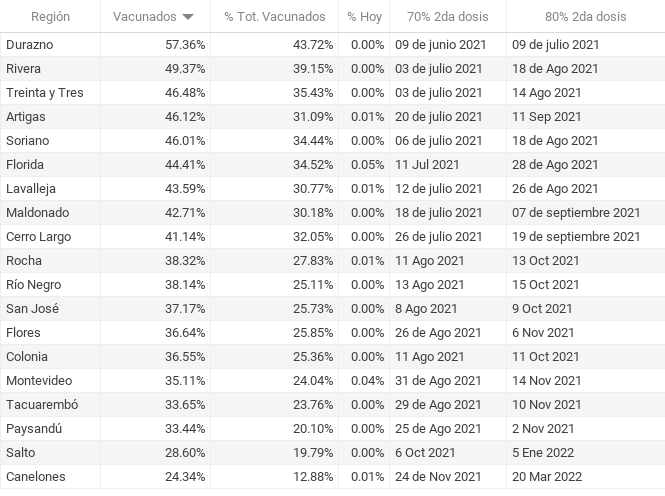 Región Vacunados % Tot. Vacunados % Hoy 70% 2da dosis 80% 2da dosis
Durazno 57.36% 43.72% 0.00% 09 de junio 2021 09 de julio 2021
Rivera 49.37% 39.15% 0.00% 03 de julio 2021 18 de Ago 2021
Treinta y Tres 46.48% 35.43% 0.00% 03 de julio 2021 14 Ago 2021
Artigas 46.12% 31.09% 0.01% 20 de julio 2021 11 Sep 2021
Soriano 46.01% 34.44% 0.00% 06 de julio 2021 18 de Ago 2021
Florida 44.41% 34.52% 0.05% 11 Jul 2021 28 de Ago 2021
Lavalleja 43.59% 30.77% 0.01% 12 de julio 2021 26 de Ago 2021
Maldonado 42.71% 30.18% 0.00% 18 de julio 2021 07 de septiembre 2021
Cerro Largo 41.14% 32.05% 0.00% 26 de julio 2021 19 de septiembre 2021
Rocha 38.32% 27.83% 0.01% 11 Ago 2021 13 Oct 2021
Río Negro 38.14% 25.11% 0.00% 13 Ago 2021 15 Oct 2021
San José 37.17% 25.73% 0.00% 8 Ago 2021 9 Oct 2021
Flores 36.64% 25.85% 0.00% 26 de Ago 2021 6 Nov 2021
Colonia 36.55% 25.36% 0.00% 11 Ago 2021 11 Oct 2021
Montevideo 35.11% 24.04% 0.04% 31 de Ago 2021 14 Nov 2021
Tacuarembó 33.65% 23.76% 0.00% 29 de Ago 2021 10 Nov 2021
Paysandú 33.44% 20.10% 0.00% 25 de Ago 2021 2 Nov 2021
Salto 28.60% 19.79% 0.00% 6 Oct 2021 5 Ene 2022
Canelones 24.34% 12.88% 0.01% 24 de Nov 2021 20 Mar 2022